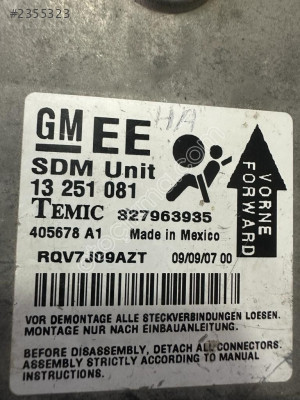 #2355323
HA
GM EE
SDM Unit
13 251 081
TEMIC 327963935
405678 A1 Made in Mexico
RQV7J09AZT 09/09/07 00
VORNE
FORWARD
VOR DEMONTAGE ALLE STECKVERBINDUNGEN LOESEN.
MONTAGE NUR NACH EINBAUANLEITUNG.
BEFORE DISASSEMBLY, DETACH ALL CONNECTORS.
ASSEMBLY STRICTLY ACCORDING TO MANUAL
INSTRUCTIONS.